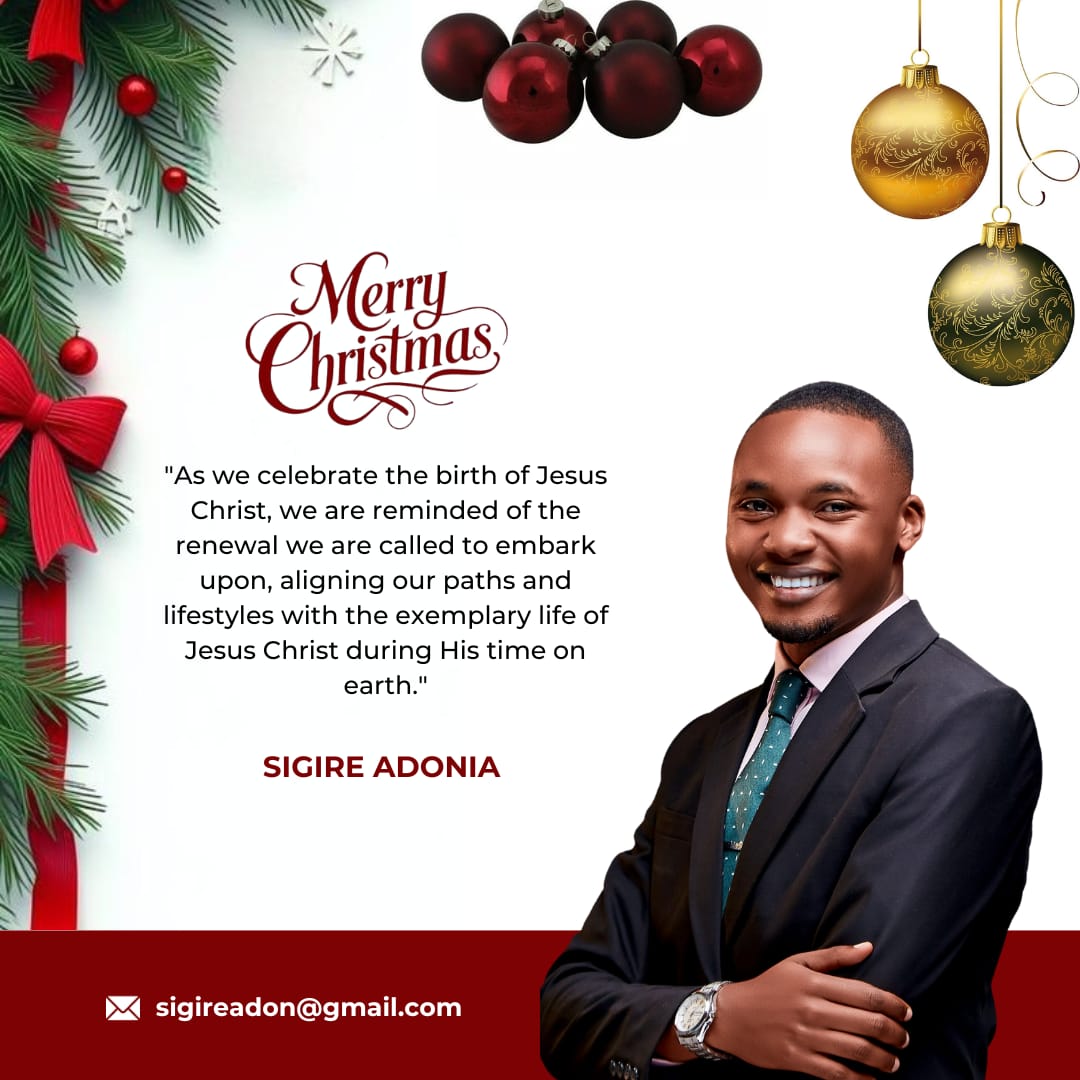 Merry
Christmas
"As we celebrate the birth of Jesus
Christ, we are reminded of the
renewal we are called to embark
upon, aligning our paths and
lifestyles with the exemplary life of
Jesus Christ during His time on
earth."
SIGIRE ADONIA
sigireadon@gmail.com